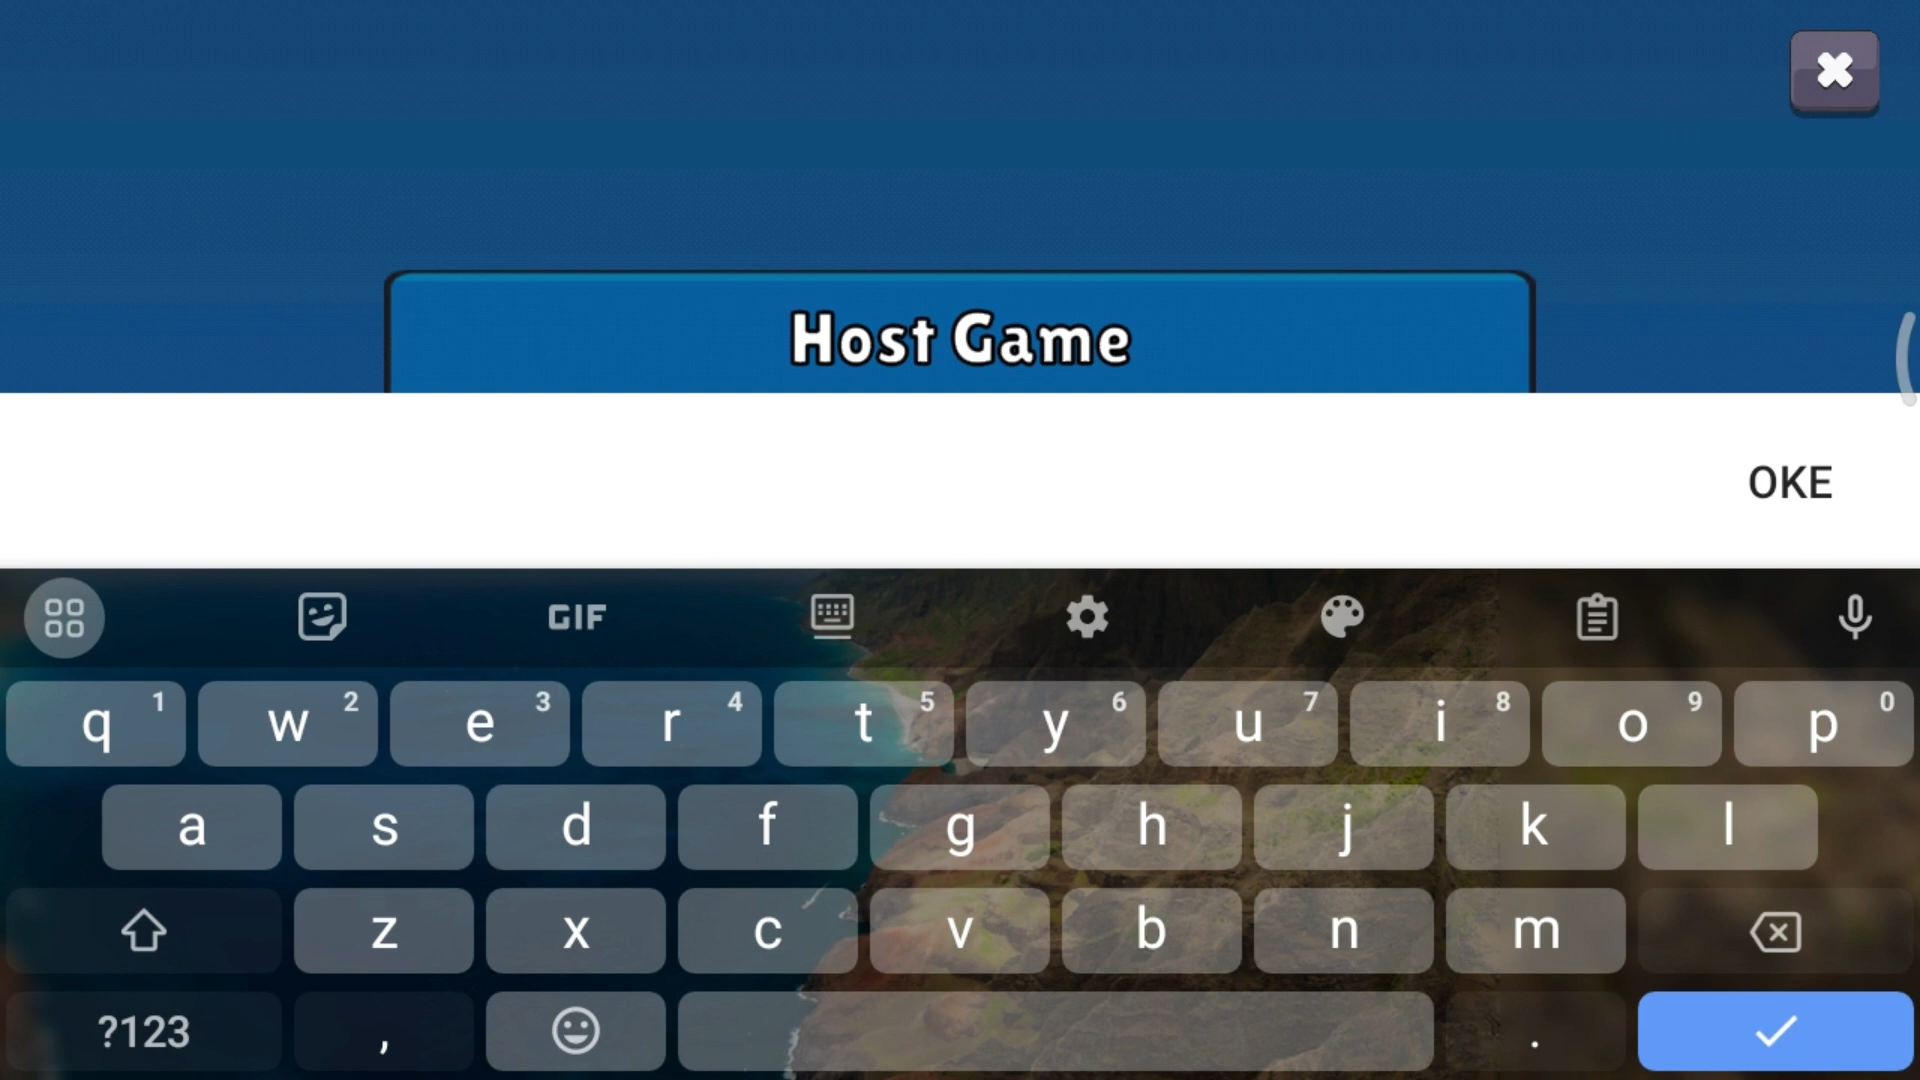 Host Game
OKE
GIF
q 1 w 2 e 3 r 4 t 5 y 6 u 7 i 8 o 9 p 0
a s d f g h j k l
z x c v b n m
?123 , .